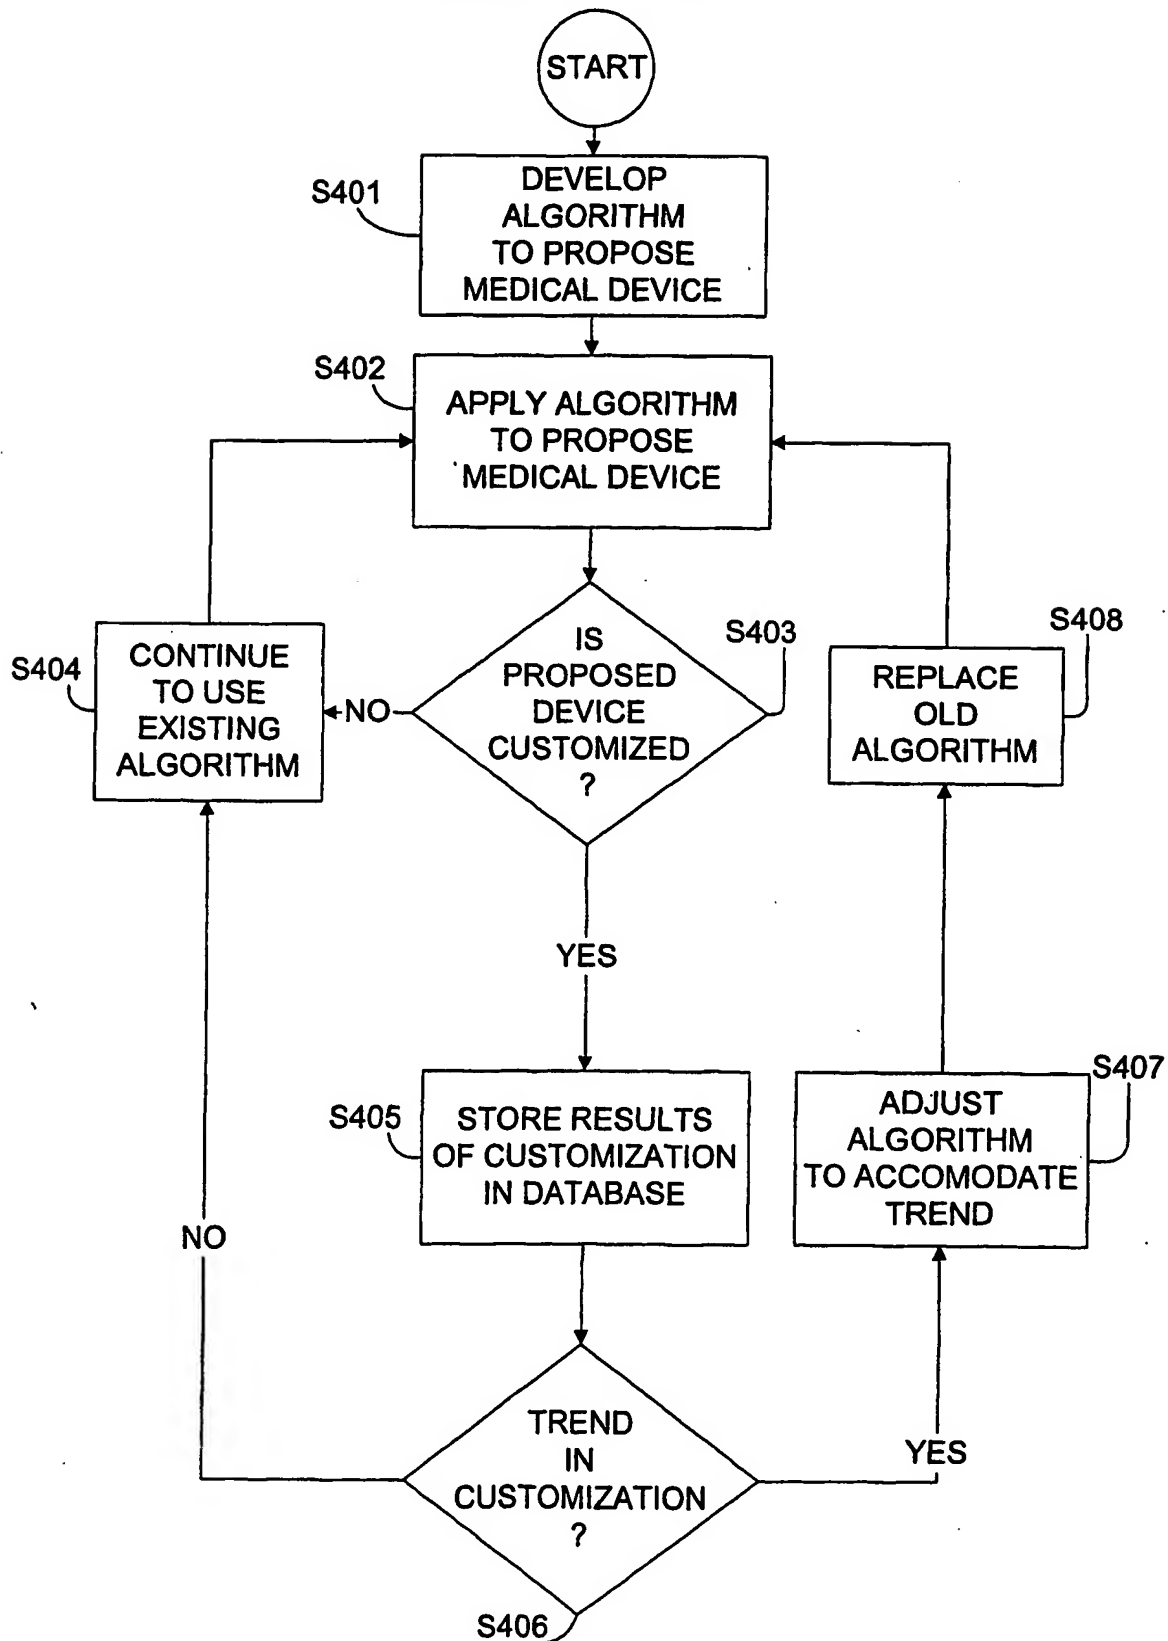 START
S401
DEVELOP
ALGORITHM
TO PROPOSE
MEDICAL DEVICE
S402
APPLY ALGORITHM
TO PROPOSE
MEDICAL DEVICE
S403
IS
PROPOSED
DEVICE
CUSTOMIZED
?
NO
S404
CONTINUE
TO USE
EXISTING
ALGORITHM
S408
REPLACE
OLD
ALGORITHM
YES
S405
STORE RESULTS
OF CUSTOMIZATION
IN DATABASE
S407
ADJUST
ALGORITHM
TO ACCOMODATE
TREND
NO
TREND
IN
CUSTOMIZATION
?
YES
S406